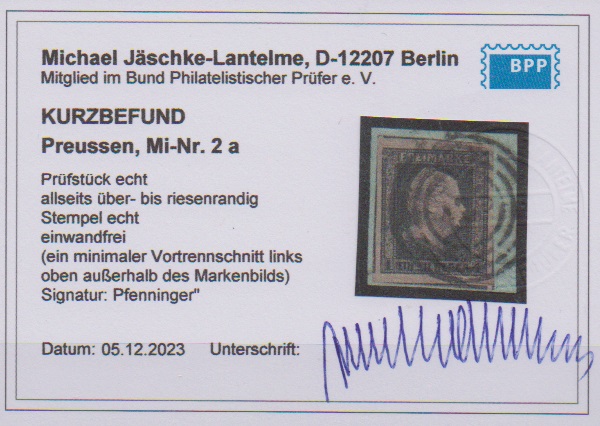 Michael Jäschke-Lantelme, D-12207 Berlin
Mitglied im Bund Philatelistischer Prüfer e. V.
BPP
KURZBEFUND
Preussen, Mi-Nr. 2 a
Prüfstück echt
allseits über- bis riesenrandig
Stempel echt
einwandfrei
(ein minimaler Vortrennschnitt links
oben außerhalb des Markenbilds)
Signatur: Pfenninger"
FREIMARKE
Datum: 05.12.2023 Unterschrift: